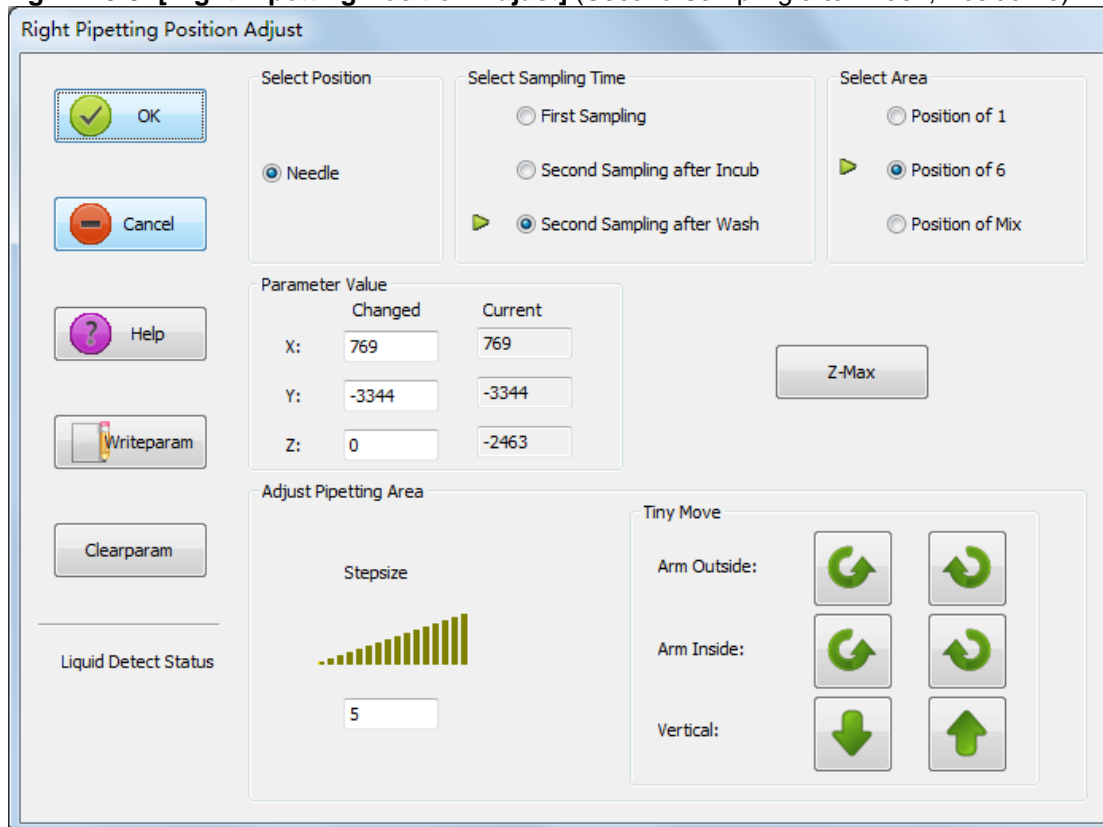 Right Pipetting Position Adjust
OK
Cancel
Help
Writeparam
Clearparam
Liquid Detect Status
Select Position
Needle
Select Sampling Time
First Sampling
Second Sampling after Incub
Second Sampling after Wash
Select Area
Position of 1
Position of 6
Position of Mix
Parameter Value
Changed Current
X: 769 769
Y: -3344 -3344
Z: 0 -2463
Z-Max
Adjust Pipetting Area
Stepsize
5
Tiny Move
Arm Outside:
Arm Inside:
Vertical: